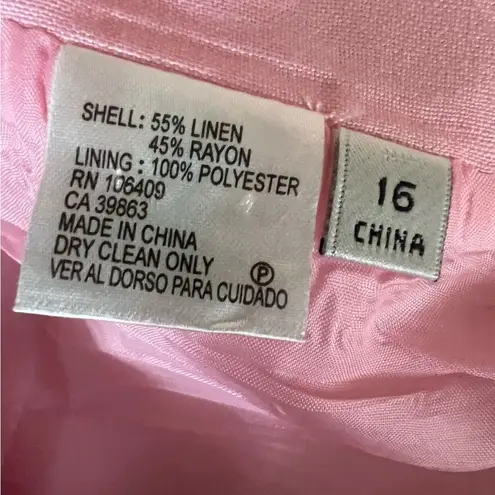 SHELL: 55% LINEN
45% RAYON
LINING : 100% POLYESTER
RN 106409
CA 39863
MADE IN CHINA
DRY CLEAN ONLY
VER AL DORSO PARA CUIDADO
P
16
CHINA